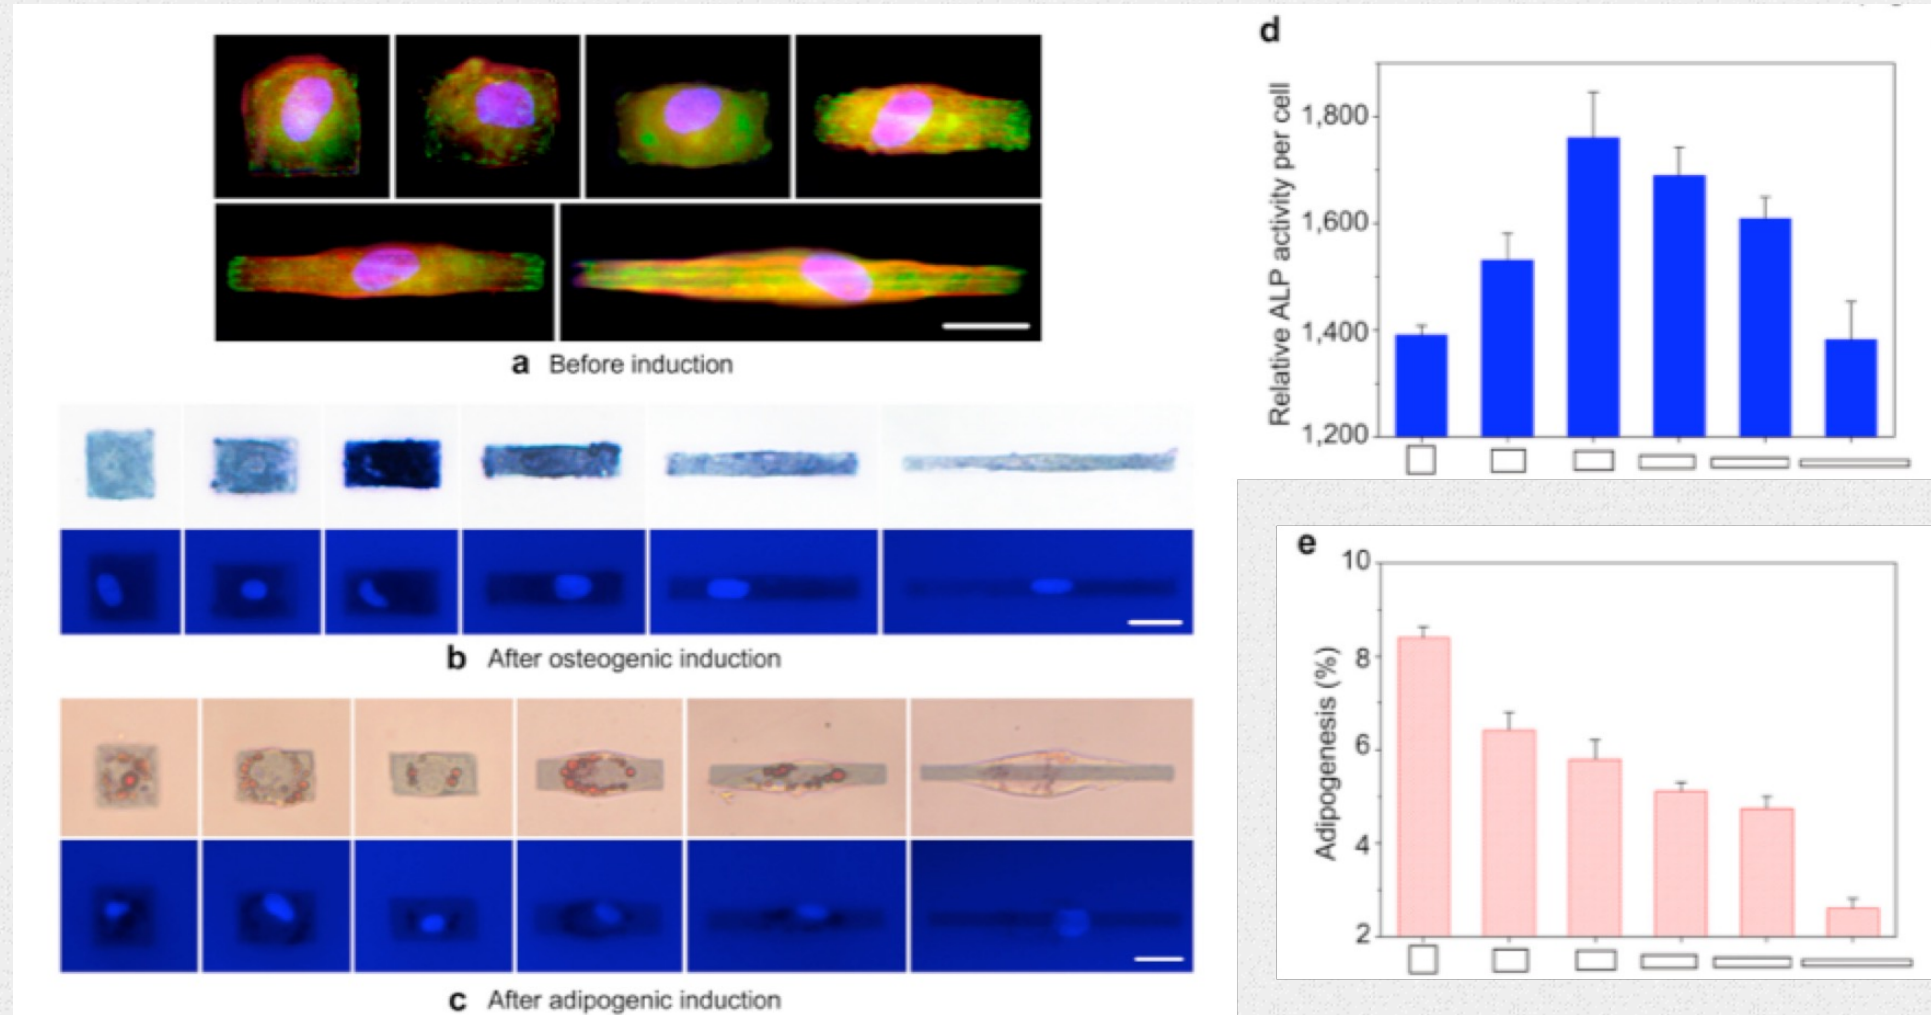 a Before induction
b After osteogenic induction
c After adipogenic induction
d
Relative ALP activity per cell
1,800
1,600
1,400
1,200
e
Adipogenesis (%)
10
8
6
4
2